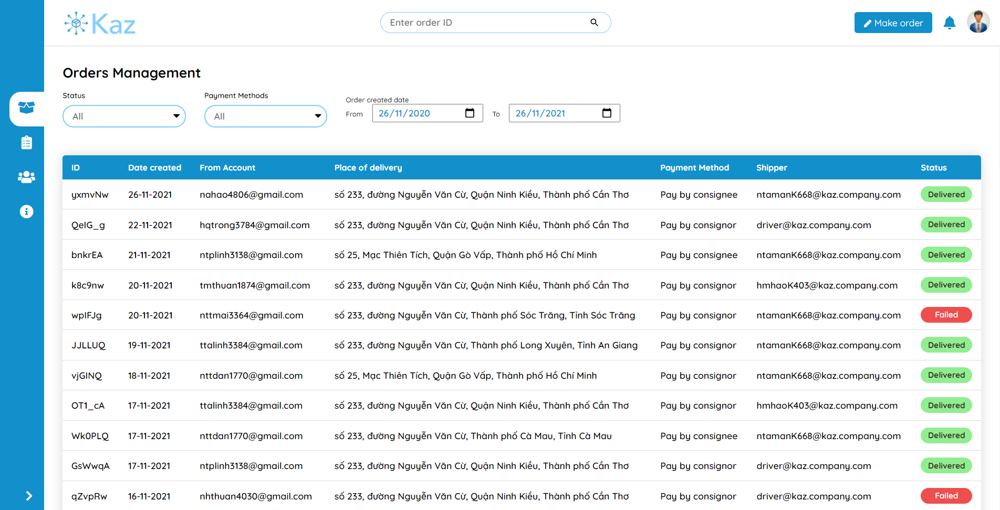 Kaz
Enter order ID
Make order
Orders Management
Status
Payment Methods
Order created date
All
All
From 26/11/2020 To 26/11/2021
ID Date created From Account Place of delivery Payment Method Shipper Status
yxmvNw 26-11-2021 nahao4806@gmail.com số 233, đường Nguyễn Văn Cừ, Quận Ninh Kiều, Thành phố Cần Thơ Pay by consignee ntamanK668@kaz.company.com Delivered
QeIG_g 22-11-2021 hqtrong3784@gmail.com số 233, đường Nguyễn Văn Cừ, Quận Ninh Kiều, Thành phố Cần Thơ Pay by consignor driver@kaz.company.com Delivered
bnkrEA 21-11-2021 ntplinh3138@gmail.com số 25, Mạc Thiên Tích, Quận Gò Vấp, Thành phố Hồ Chí Minh Pay by consignee ntamanK668@kaz.company.com Delivered
k8c9nw 20-11-2021 tmthuan1874@gmail.com số 233, đường Nguyễn Văn Cừ, Quận Ninh Kiều, Thành phố Cần Thơ Pay by consignor hmhaoK403@kaz.company.com Delivered
wpIFJg 20-11-2021 nttmai3364@gmail.com số 233, đường Nguyễn Văn Cừ, Thành phố Sóc Trăng, Tỉnh Sóc Trăng Pay by consignor ntamanK668@kaz.company.com Failed
JJLLUQ 19-11-2021 ttalinh3384@gmail.com số 233, đường Nguyễn Văn Cừ, Thành phố Long Xuyên, Tỉnh An Giang Pay by consignor ntamanK668@kaz.company.com Delivered
vjGINQ 18-11-2021 nttdan1770@gmail.com số 25, Mạc Thiên Tích, Quận Gò Vấp, Thành phố Hồ Chí Minh Pay by consignor ntamanK668@kaz.company.com Delivered
OT1_cA 17-11-2021 ttalinh3384@gmail.com số 233, đường Nguyễn Văn Cừ, Quận Ninh Kiều, Thành phố Cần Thơ Pay by consignor hmhaoK403@kaz.company.com Delivered
Wk0PLQ 17-11-2021 nttdan1770@gmail.com số 233, đường Nguyễn Văn Cừ, Thành phố Cà Mau, Tỉnh Cà Mau Pay by consignee ntamanK668@kaz.company.com Delivered
GsWwqA 17-11-2021 ntplinh3138@gmail.com số 233, đường Nguyễn Văn Cừ, Quận Ninh Kiều, Thành phố Cần Thơ Pay by consignor driver@kaz.company.com Delivered
qZvpRw 16-11-2021 nhthuan4030@gmail.com số 233, đường Nguyễn Văn Cừ, Quận Ninh Kiều, Thành phố Cần Thơ Pay by consignor driver@kaz.company.com Failed